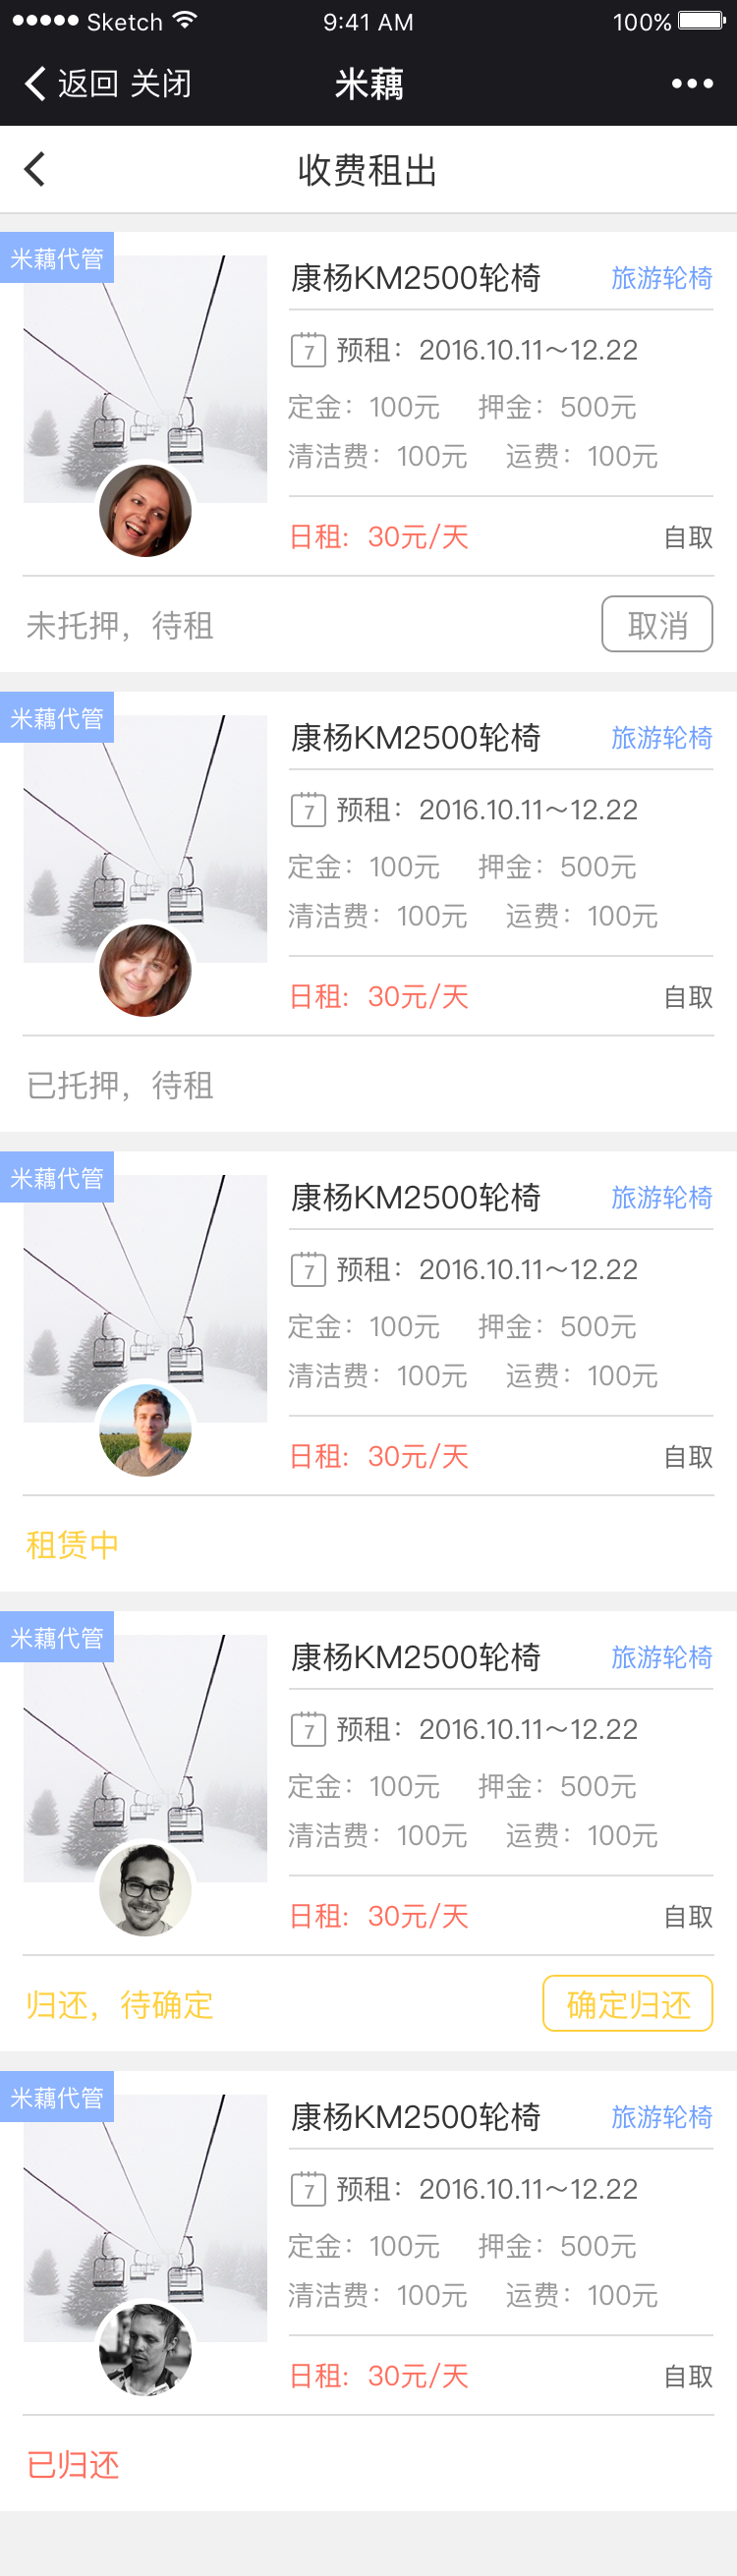 Sketch 9:41 AM 100%
返回 关闭 米藕
收费租出
米藕代管
康杨KM2500轮椅 旅游轮椅
7 预租：2016.10.11～12.22
定金：100元 押金：500元
清洁费：100元 运费：100元
日租：30元/天 自取
未托押，待租 取消
米藕代管
康杨KM2500轮椅 旅游轮椅
7 预租：2016.10.11～12.22
定金：100元 押金：500元
清洁费：100元 运费：100元
日租：30元/天 自取
已托押，待租
米藕代管
康杨KM2500轮椅 旅游轮椅
7 预租：2016.10.11～12.22
定金：100元 押金：500元
清洁费：100元 运费：100元
日租：30元/天 自取
租赁中
米藕代管
康杨KM2500轮椅 旅游轮椅
7 预租：2016.10.11～12.22
定金：100元 押金：500元
清洁费：100元 运费：100元
日租：30元/天 自取
归还，待确定 确定归还
米藕代管
康杨KM2500轮椅 旅游轮椅
7 预租：2016.10.11～12.22
定金：100元 押金：500元
清洁费：100元 运费：100元
日租：30元/天 自取
已归还